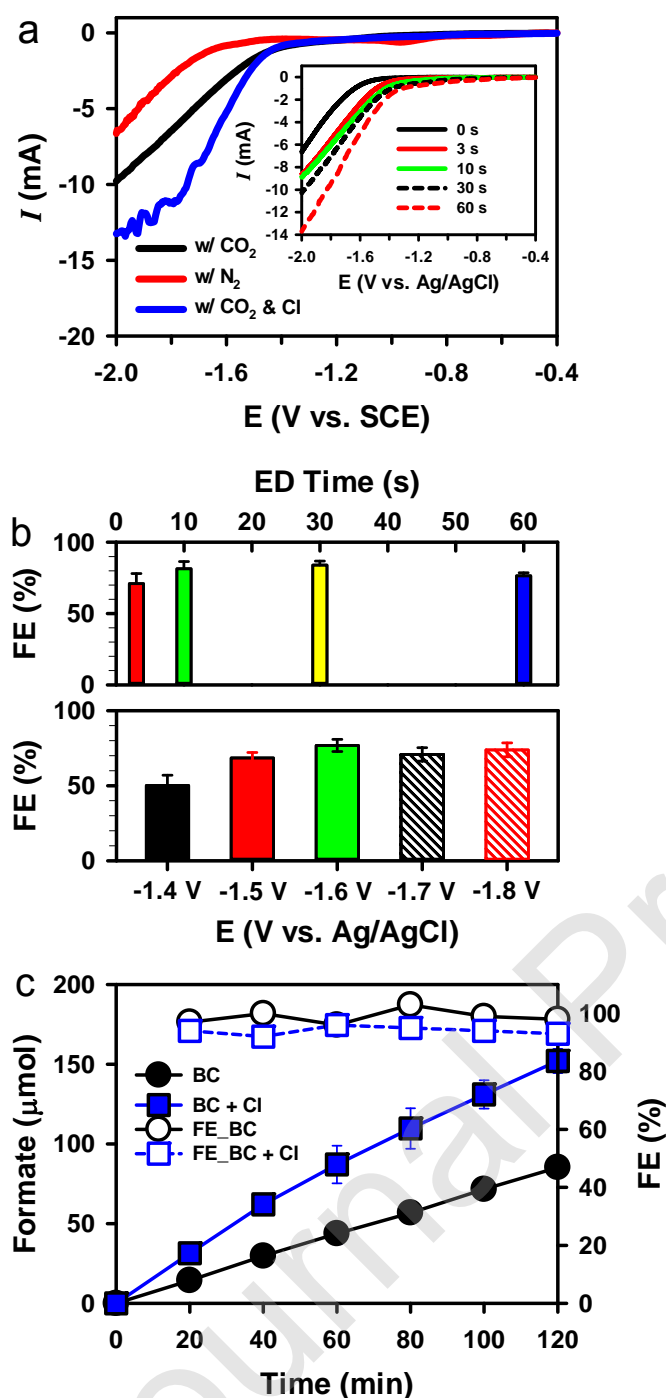 a
0
-5
-10
-15
-20
I (mA)
w/ CO2
w/ N2
w/ CO2 & Cl
0
-2
-4
-6
-8
-10
-12
-14
I (mA)
0 s
3 s
10 s
30 s
60 s
-2.0 -1.6 -1.2 -0.8 -0.4
E (V vs. Ag/AgCl)
-2.0 -1.6 -1.2 -0.8 -0.4
E (V vs. SCE)
ED Time (s)
0 10 20 30 40 50 60
b
100
50
0
FE (%)
100
50
0
FE (%)
-1.4 V -1.5 V -1.6 V -1.7 V -1.8 V
E (V vs. Ag/AgCl)
c
200
150
100
50
0
Formate (μmol)
BC
BC + Cl
FE_BC
FE_BC + Cl
100
80
60
40
20
0
FE (%)
0 20 40 60 80 100 120
Time (min)